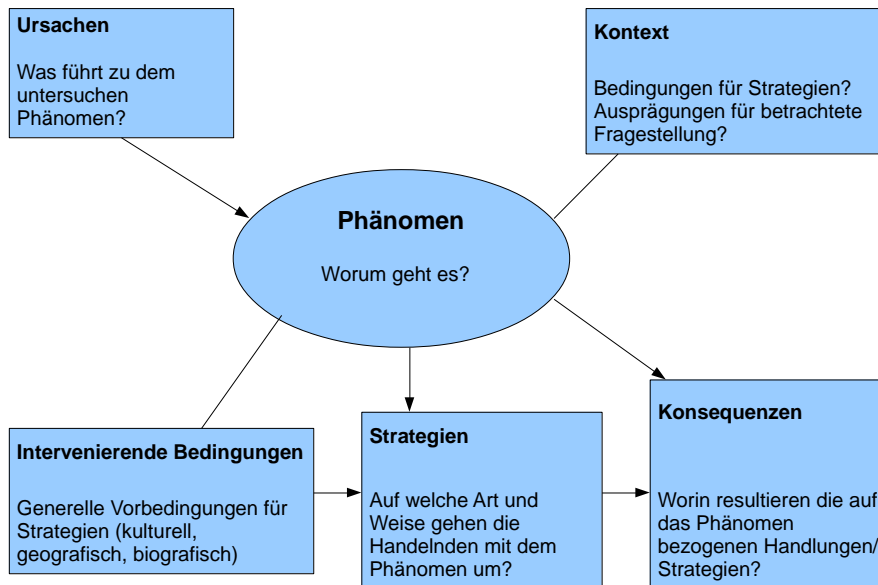 Ursachen
Was führt zu dem
untersuchen
Phänomen?
Kontext
Bedingungen für Strategien?
Ausprägungen für betrachtete
Fragestellung?
Phänomen
Worum geht es?
Intervenierende Bedingungen
Generelle Vorbedingungen für
Strategien (kulturell,
geografisch, biografisch)
Strategien
Auf welche Art und
Weise gehen die
Handelnden mit dem
Phänomen um?
Konsequenzen
Worin resultieren die auf
das Phänomen
bezogenen Handlungen/
Strategien?